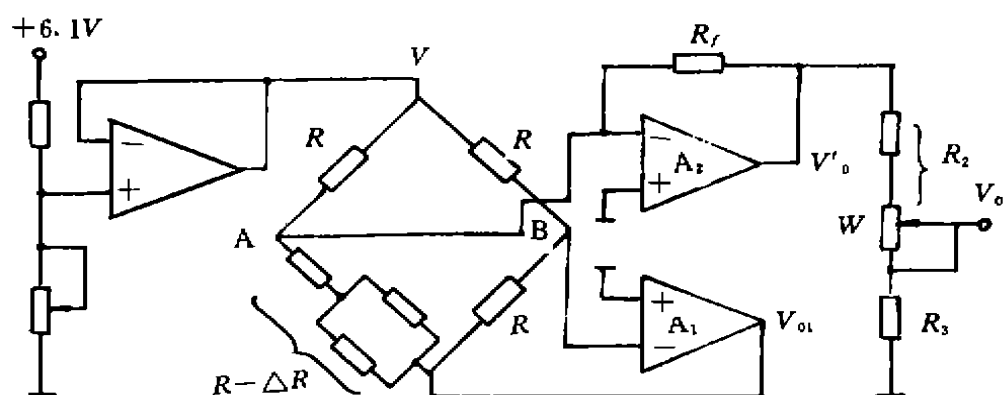 +6.1V
V
R
R
R_f
A₂
V'₀
R₂
V₀
W
A
B
R
R-△R
A₁
V₀₁
R₃